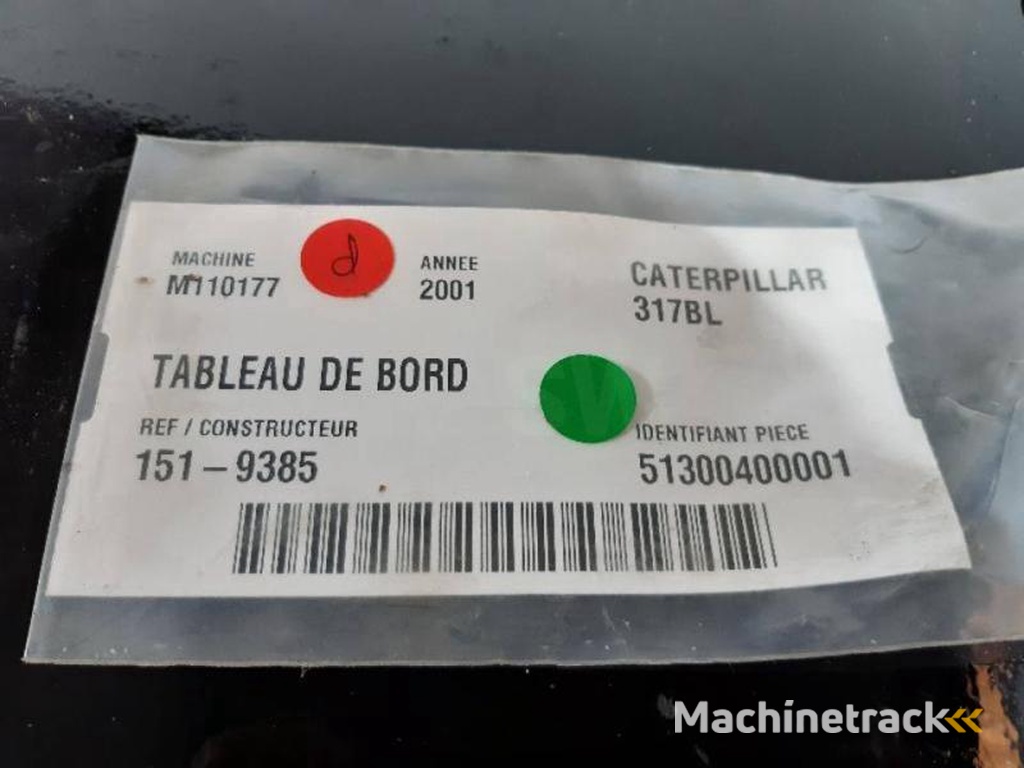 MACHINE
M110177
d
ANNEE
2001
CATERPILLAR
317BL
TABLEAU DE BORD
REF / CONSTRUCTEUR
151-9385
IDENTIFIANT PIECE
51300400001
Machinetrack